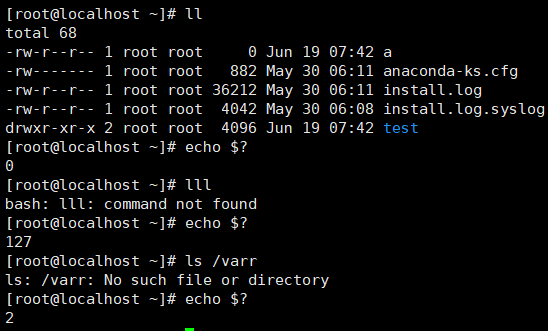 [root@localhost ~]# ll
total 68
-rw-r--r-- 1 root root     0 Jun 19 07:42 a
-rw------- 1 root root   882 May 30 06:11 anaconda-ks.cfg
-rw-r--r-- 1 root root 36212 May 30 06:11 install.log
-rw-r--r-- 1 root root  4042 May 30 06:08 install.log.syslog
drwxr-xr-x 2 root root  4096 Jun 19 07:42 test
[root@localhost ~]# echo $?
0
[root@localhost ~]# lll
bash: lll: command not found
[root@localhost ~]# echo $?
127
[root@localhost ~]# ls /varr
ls: /varr: No such file or directory
[root@localhost ~]# echo $?
2